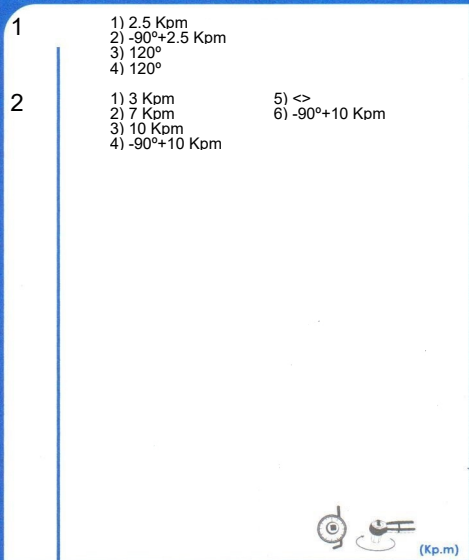 1
1) 2.5 Kpm
2) -90º+2.5 Kpm
3) 120º
4) 120º
2
1) 3 Kpm
2) 7 Kpm
3) 10 Kpm
4) -90º+10 Kpm
5) <>
6) -90º+10 Kpm
(Kp.m)